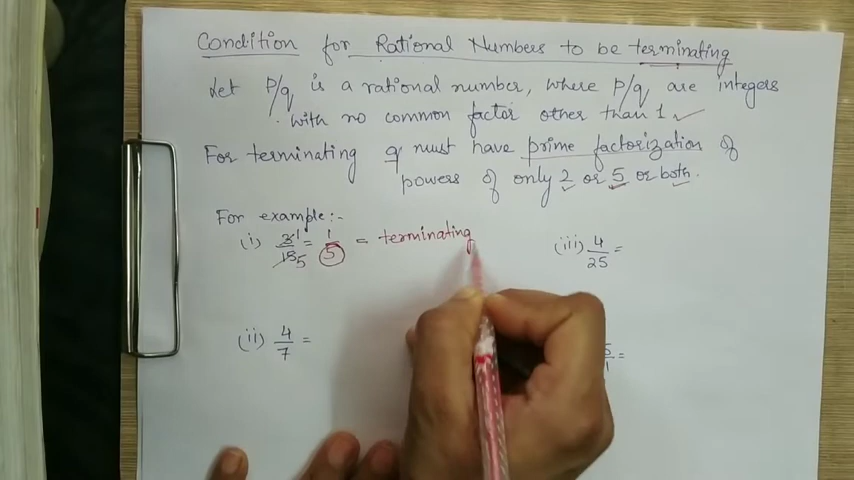 Condition for Rational Numbers to be terminating
Let P/q is a rational number, where P/q are integers
with no common factor other than 1
For terminating q must have prime factorization of
powers of only 2 or 5 or both.
For example:-
(i) 3/15 1/5 = 1/5 = terminating
(ii) 4/7 =
(iii) 4/25 =